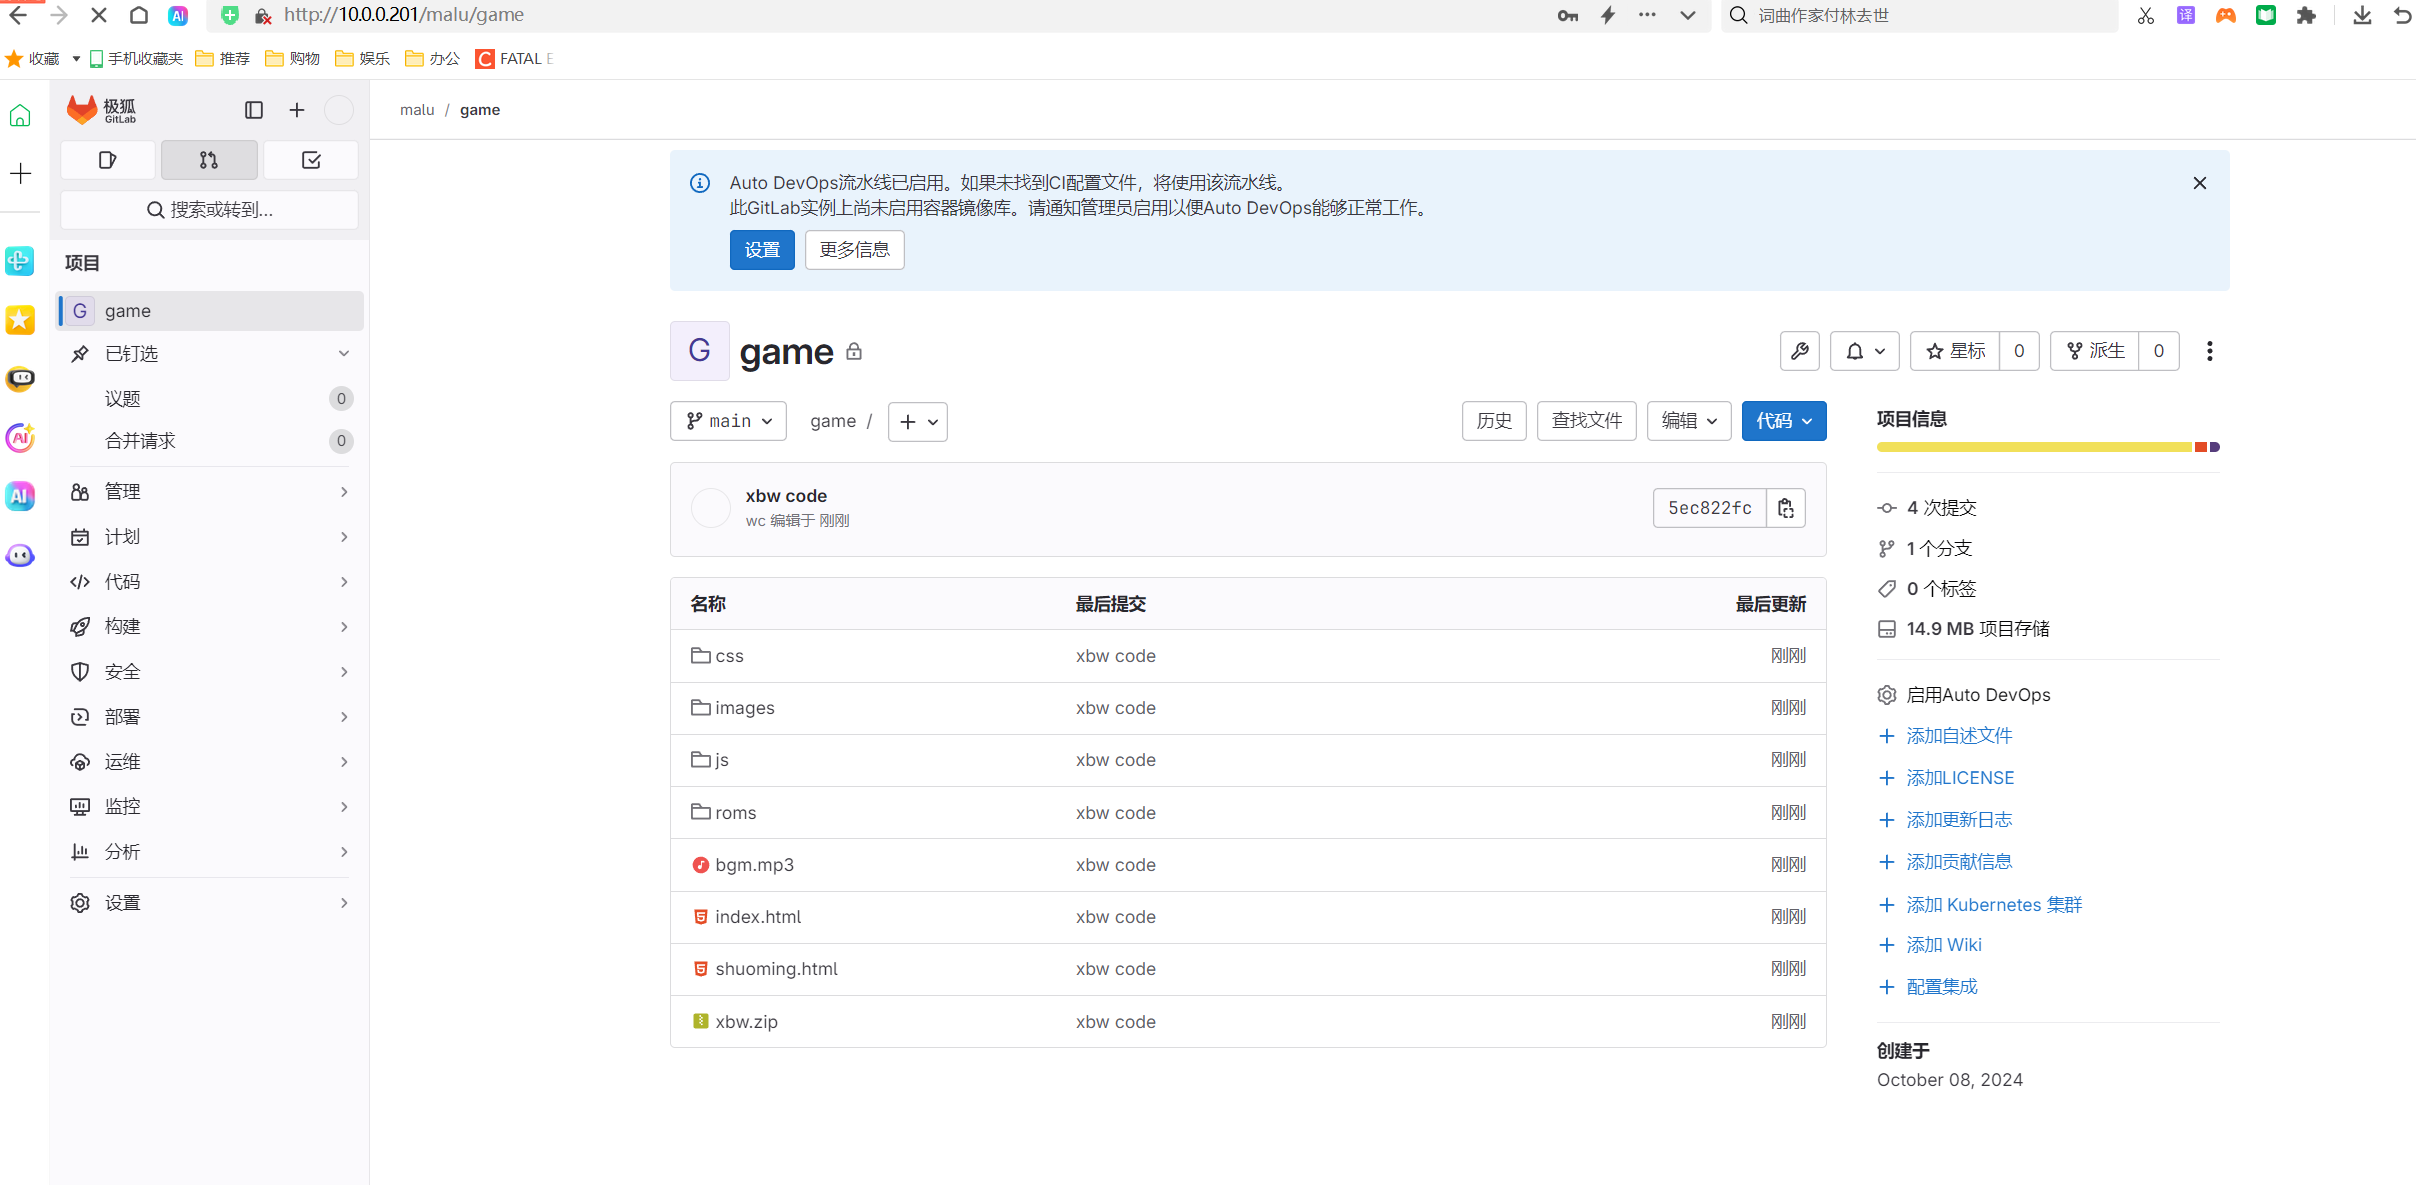 http://10.0.0.201/malu/game
词曲作家付林去世
收藏 手机收藏夹 推荐 购物 娱乐 办公 FATAL E
极狐
GitLab
malu / game
搜索或转到...
Auto DevOps流水线已启用。如果未找到CI配置文件，将使用该流水线。
此GitLab实例上尚未启用容器镜像库。请通知管理员启用以便Auto DevOps能够正常工作。
设置 更多信息
项目
G game
已钉选
议题 0
合并请求 0
管理
计划
代码
构建
安全
部署
运维
监控
分析
设置
G game
星标 0 派生 0
main game / 历史 查找文件 编辑 代码
xbw code
wc 编辑于 刚刚
5ec822fc
名称 最后提交 最后更新
css xbw code 刚刚
images xbw code 刚刚
js xbw code 刚刚
roms xbw code 刚刚
bgm.mp3 xbw code 刚刚
index.html xbw code 刚刚
shuoming.html xbw code 刚刚
xbw.zip xbw code 刚刚
项目信息
4 次提交
1 个分支
0 个标签
14.9 MB 项目存储
启用Auto DevOps
添加自述文件
添加LICENSE
添加更新日志
添加贡献信息
添加 Kubernetes 集群
添加 Wiki
配置集成
创建于
October 08, 2024